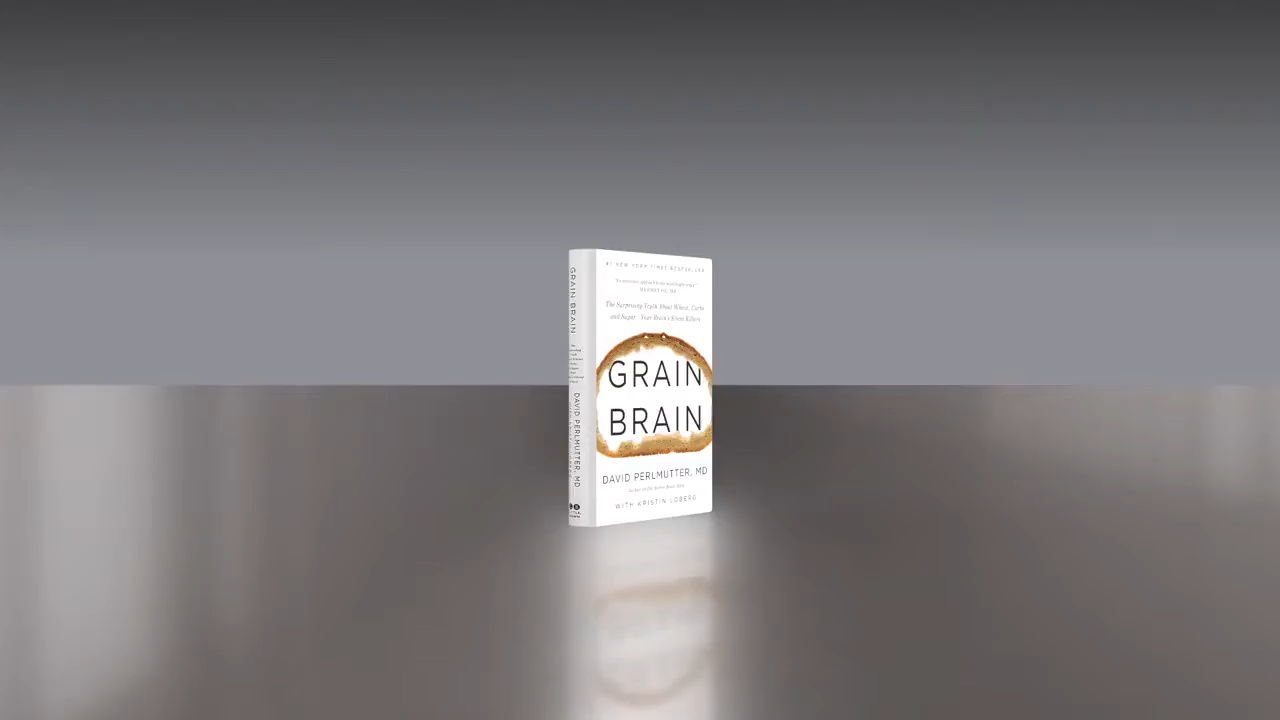 #1 NEW YORK TIMES BESTSELLER
The Surprising Truth About Wheat, Carbs
and Sugar Your Brain's Silent Killers
GRAIN
BRAIN
DAVID PERLMUTTER, MD
WITH KRISTIN LOBERG
GRAIN BRAIN
DAVID PERLMUTTER, MD